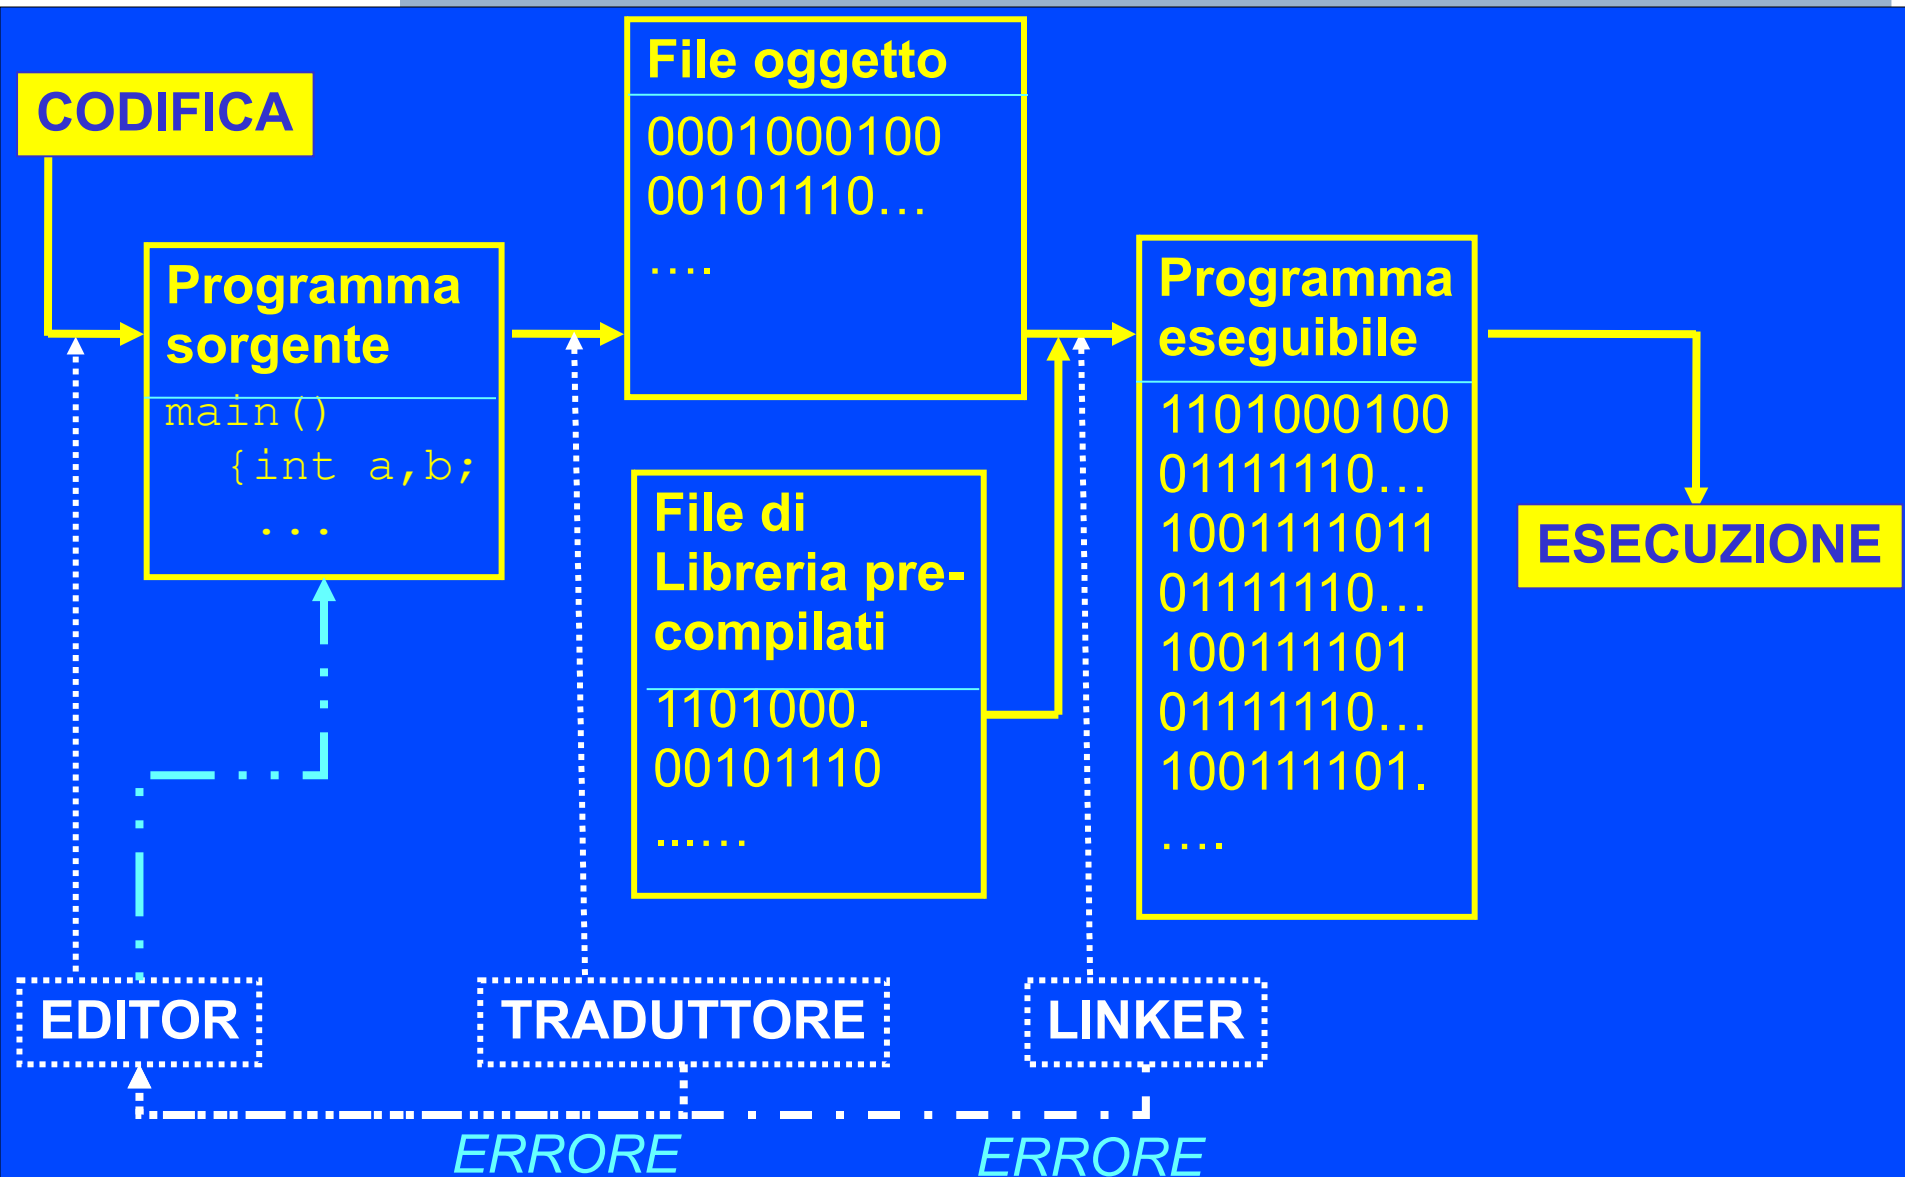 CODIFICA
Programma
sorgente
main()
{int a,b;
...
File oggetto
0001000100
00101110...
....
File di
Libreria pre-
compilati
1101000.
00101110
......
Programma
eseguibile
1101000100
01111110...
1001111011
01111110...
100111101
01111110...
100111101.
....
ESECUZIONE
EDITOR
TRADUTTORE
LINKER
ERRORE
ERRORE